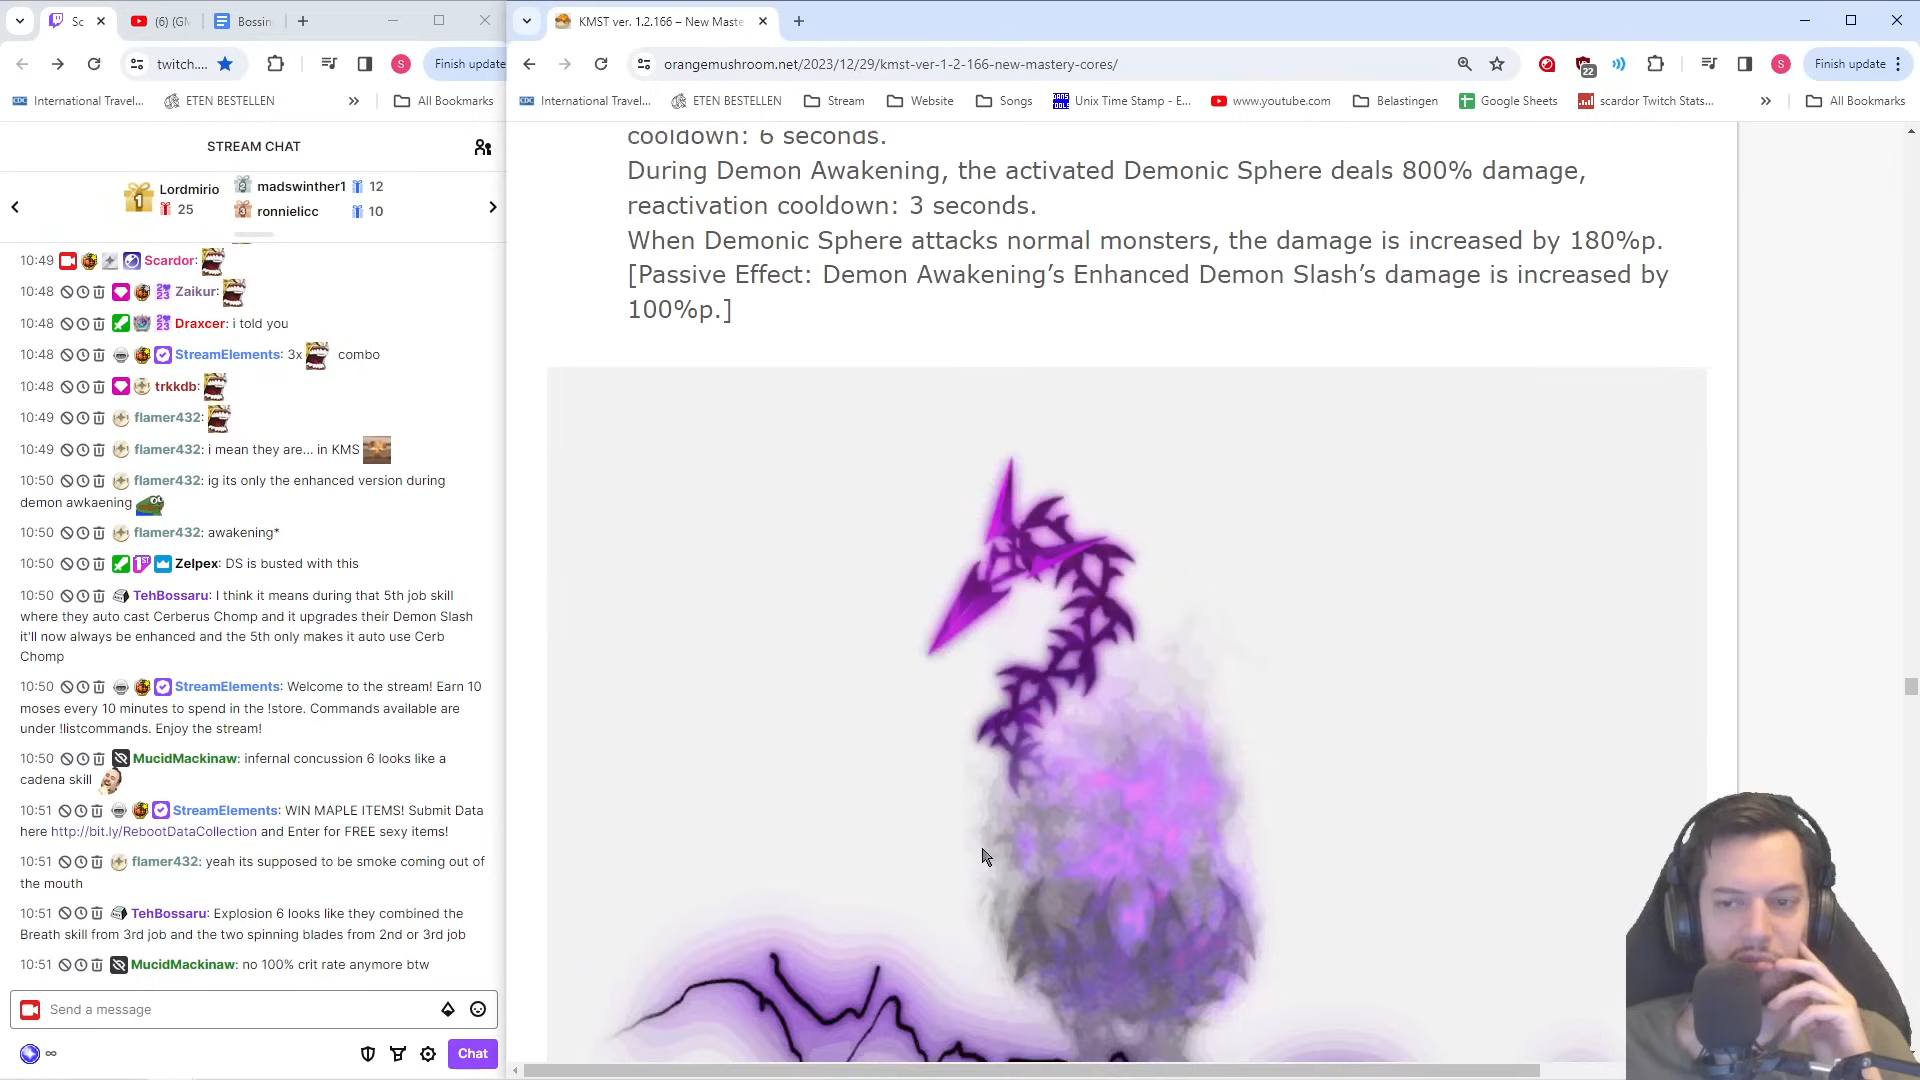 Sc
(6) (GM
Bossin
KMST ver. 1.2.166 – New Maste
twitch....
S
Finish update
orangemushroom.net/2023/12/29/kmst-ver-1-2-166-new-mastery-cores/
22
S
Finish update
International Travel...
ETEN BESTELLEN
All Bookmarks
International Travel...
ETEN BESTELLEN
Stream
Website
Songs
Unix Time Stamp - E...
www.youtube.com
Belastingen
Google Sheets
scardor Twitch Stats...
All Bookmarks
STREAM CHAT
1
Lordmirio
25
madswinther1 12
ronnielicc 10
10:49 Scardor:
10:48 Zaikur:
10:48 Draxcer: i told you
10:48 StreamElements: 3x combo
10:48 trkkdb:
10:49 flamer432:
10:49 flamer432: i mean they are... in KMS
10:50 flamer432: ig its only the enhanced version during
demon awkaening
10:50 flamer432: awakening*
10:50 Zelpex: DS is busted with this
10:50 TehBossaru: I think it means during that 5th job skill
where they auto cast Cerberus Chomp and it upgrades their Demon Slash
it'll now always be enhanced and the 5th only makes it auto use Cerb
Chomp
10:50 StreamElements: Welcome to the stream! Earn 10
moses every 10 minutes to spend in the !store. Commands available are
under !listcommands. Enjoy the stream!
10:50 MucidMackinaw: infernal concussion 6 looks like a
cadena skill
10:51 StreamElements: WIN MAPLE ITEMS! Submit Data
here http://bit.ly/RebootDataCollection and Enter for FREE sexy items!
10:51 flamer432: yeah its supposed to be smoke coming out of
the mouth
10:51 TehBossaru: Explosion 6 looks like they combined the
Breath skill from 3rd job and the two spinning blades from 2nd or 3rd job
10:51 MucidMackinaw: no 100% crit rate anymore btw
Send a message
∞
Chat
cooldown: 6 seconds.
During Demon Awakening, the activated Demonic Sphere deals 800% damage,
reactivation cooldown: 3 seconds.
When Demonic Sphere attacks normal monsters, the damage is increased by 180%p.
[Passive Effect: Demon Awakening’s Enhanced Demon Slash’s damage is increased by
100%p.]